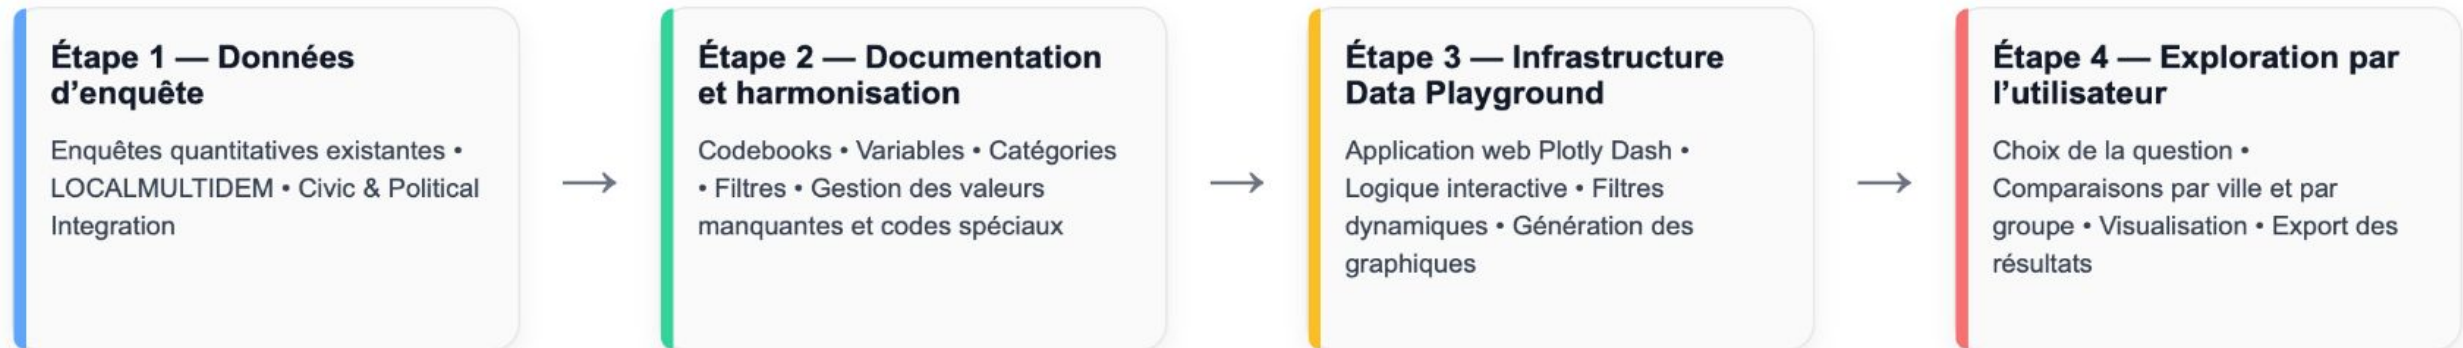 Étape 1 — Données
d’enquête
Enquêtes quantitatives existantes •
LOCALMULTIDEM • Civic & Political
Integration
→
Étape 2 — Documentation
et harmonisation
Codebooks • Variables • Catégories
• Filtres • Gestion des valeurs
manquantes et codes spéciaux
→
Étape 3 — Infrastructure
Data Playground
Application web Plotly Dash •
Logique interactive • Filtres
dynamiques • Génération des
graphiques
→
Étape 4 — Exploration par
l’utilisateur
Choix de la question •
Comparaisons par ville et par
groupe • Visualisation • Export des
résultats